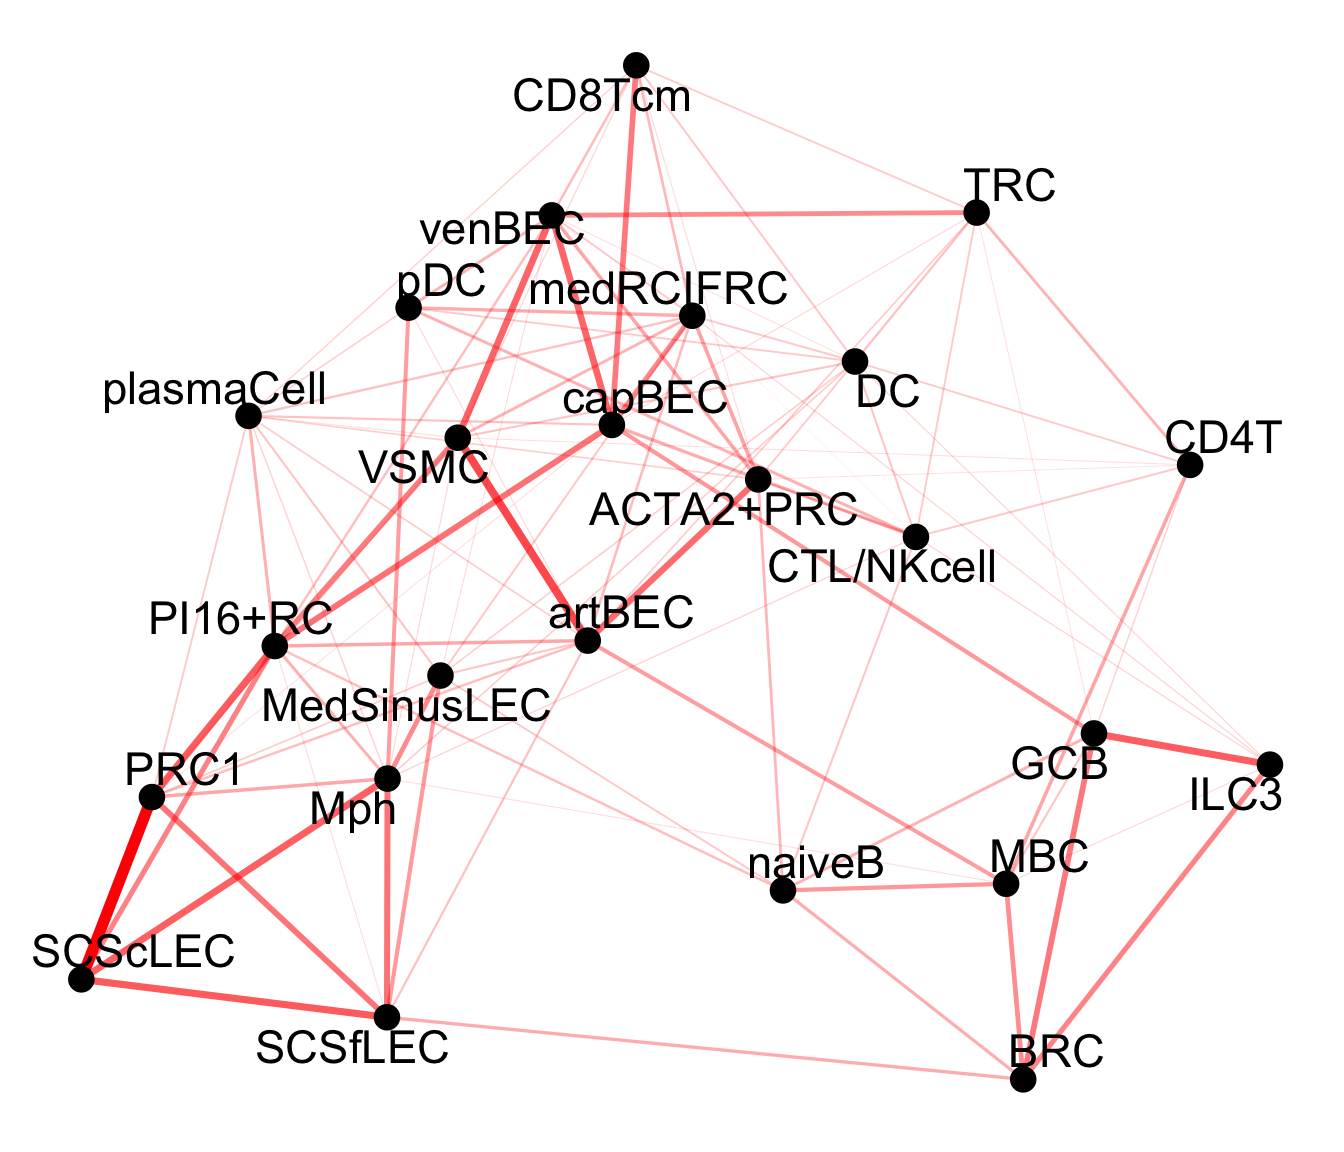 CD8Tcm
TRC
venBEC
pDC
medRCIFRC
plasmaCell
capBEC
DC
CD4T
VSMC
ACTA2+PRC
CTL/NKcell
PI16+RC
artBEC
MedSinusLEC
PRC1
Mph
GCB
ILC3
naiveB
MBC
SCScLEC
SCSfLEC
BRC